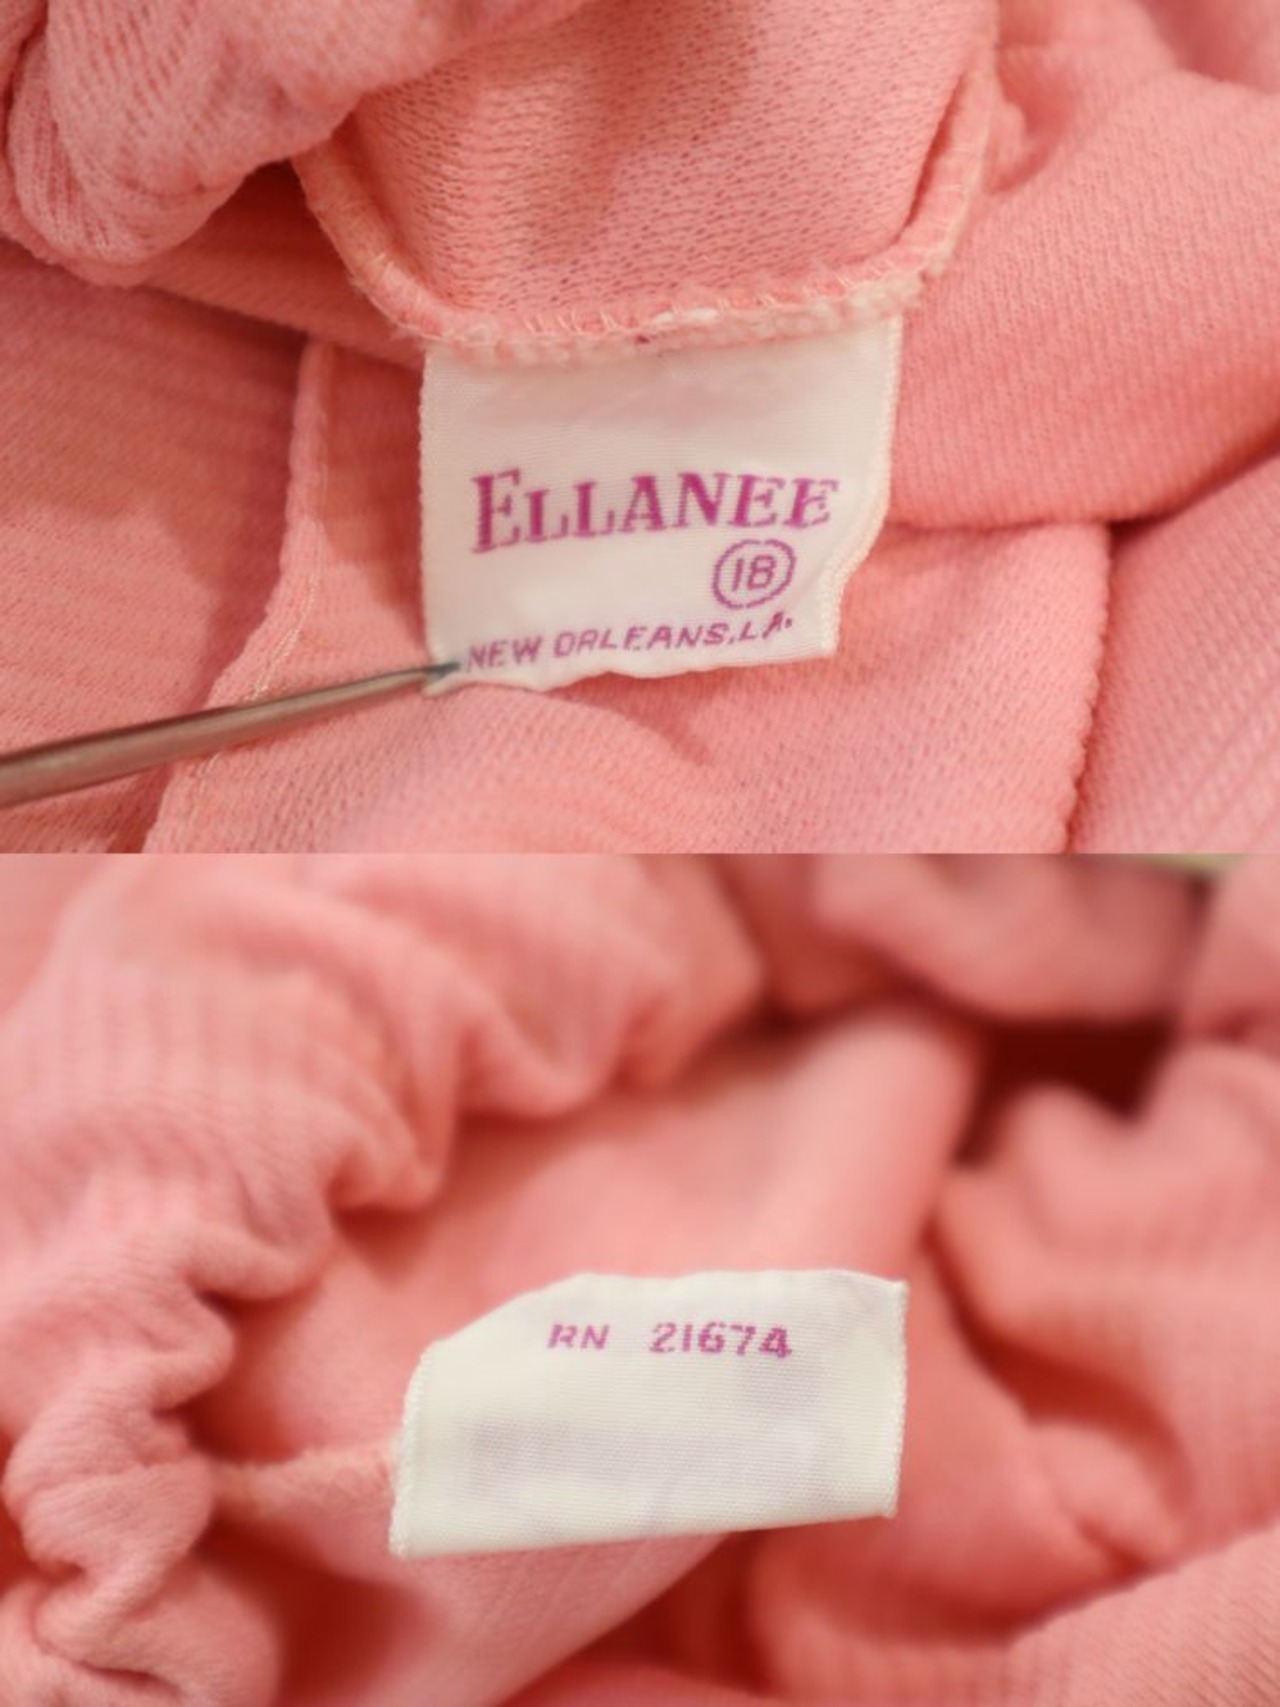 ELLANEE
18
NEW ORLEANS, LA.
RN 21674